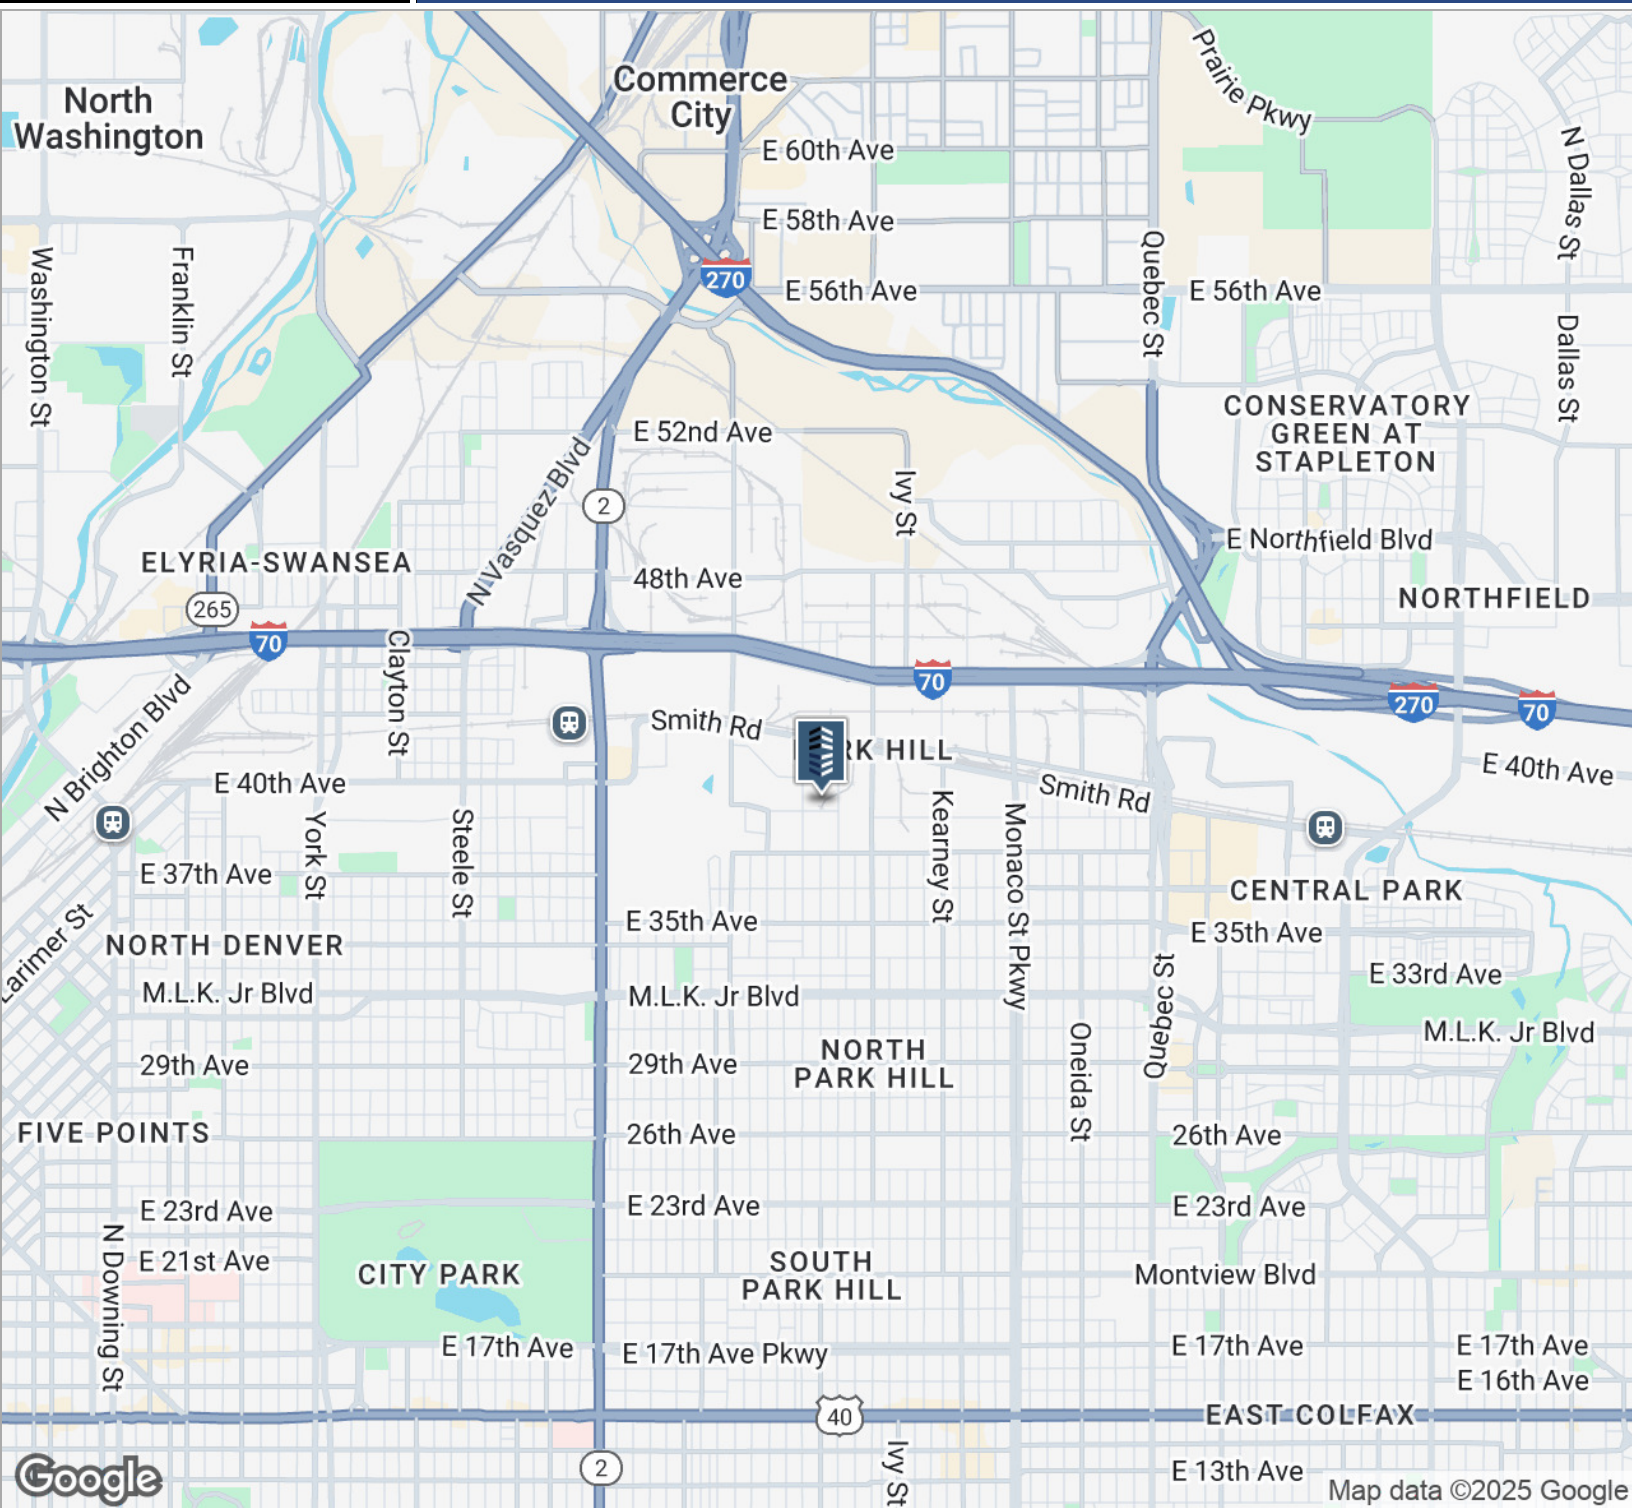 North
Washington
Commerce
City
Prairie Pkwy
N Dallas St
E 60th Ave
E 58th Ave
270
E 56th Ave
E 56th Ave
Washington St
Franklin St
Quebec St
Dallas St
CONSERVATORY
GREEN AT
STAPLETON
E 52nd Ave
N Vasquez Blvd
2
Ivy St
E Northfield Blvd
ELYRIA-SWANSEA
48th Ave
NORTHFIELD
265
70
Clayton St
70
270
70
N Brighton Blvd
Smith Rd
RK HILL
E 40th Ave
Smith Rd
E 40th Ave
York St
Steele St
Kearney St
Monaco St Pkwy
E 37th Ave
CENTRAL PARK
Larimer St
E 35th Ave
E 35th Ave
NORTH DENVER
E 33rd Ave
M.L.K. Jr Blvd
M.L.K. Jr Blvd
Quebec St
M.L.K. Jr Blvd
29th Ave
29th Ave
NORTH
PARK HILL
Oneida St
FIVE POINTS
26th Ave
26th Ave
E 23rd Ave
E 23rd Ave
E 23rd Ave
N Downing St
E 21st Ave
CITY PARK
SOUTH
PARK HILL
Montview Blvd
E 17th Ave
E 17th Ave Pkwy
E 17th Ave
E 17th Ave
E 16th Ave
40
EAST COLFAX
Ivy St
2
E 13th Ave
Google
Map data ©2025 Google